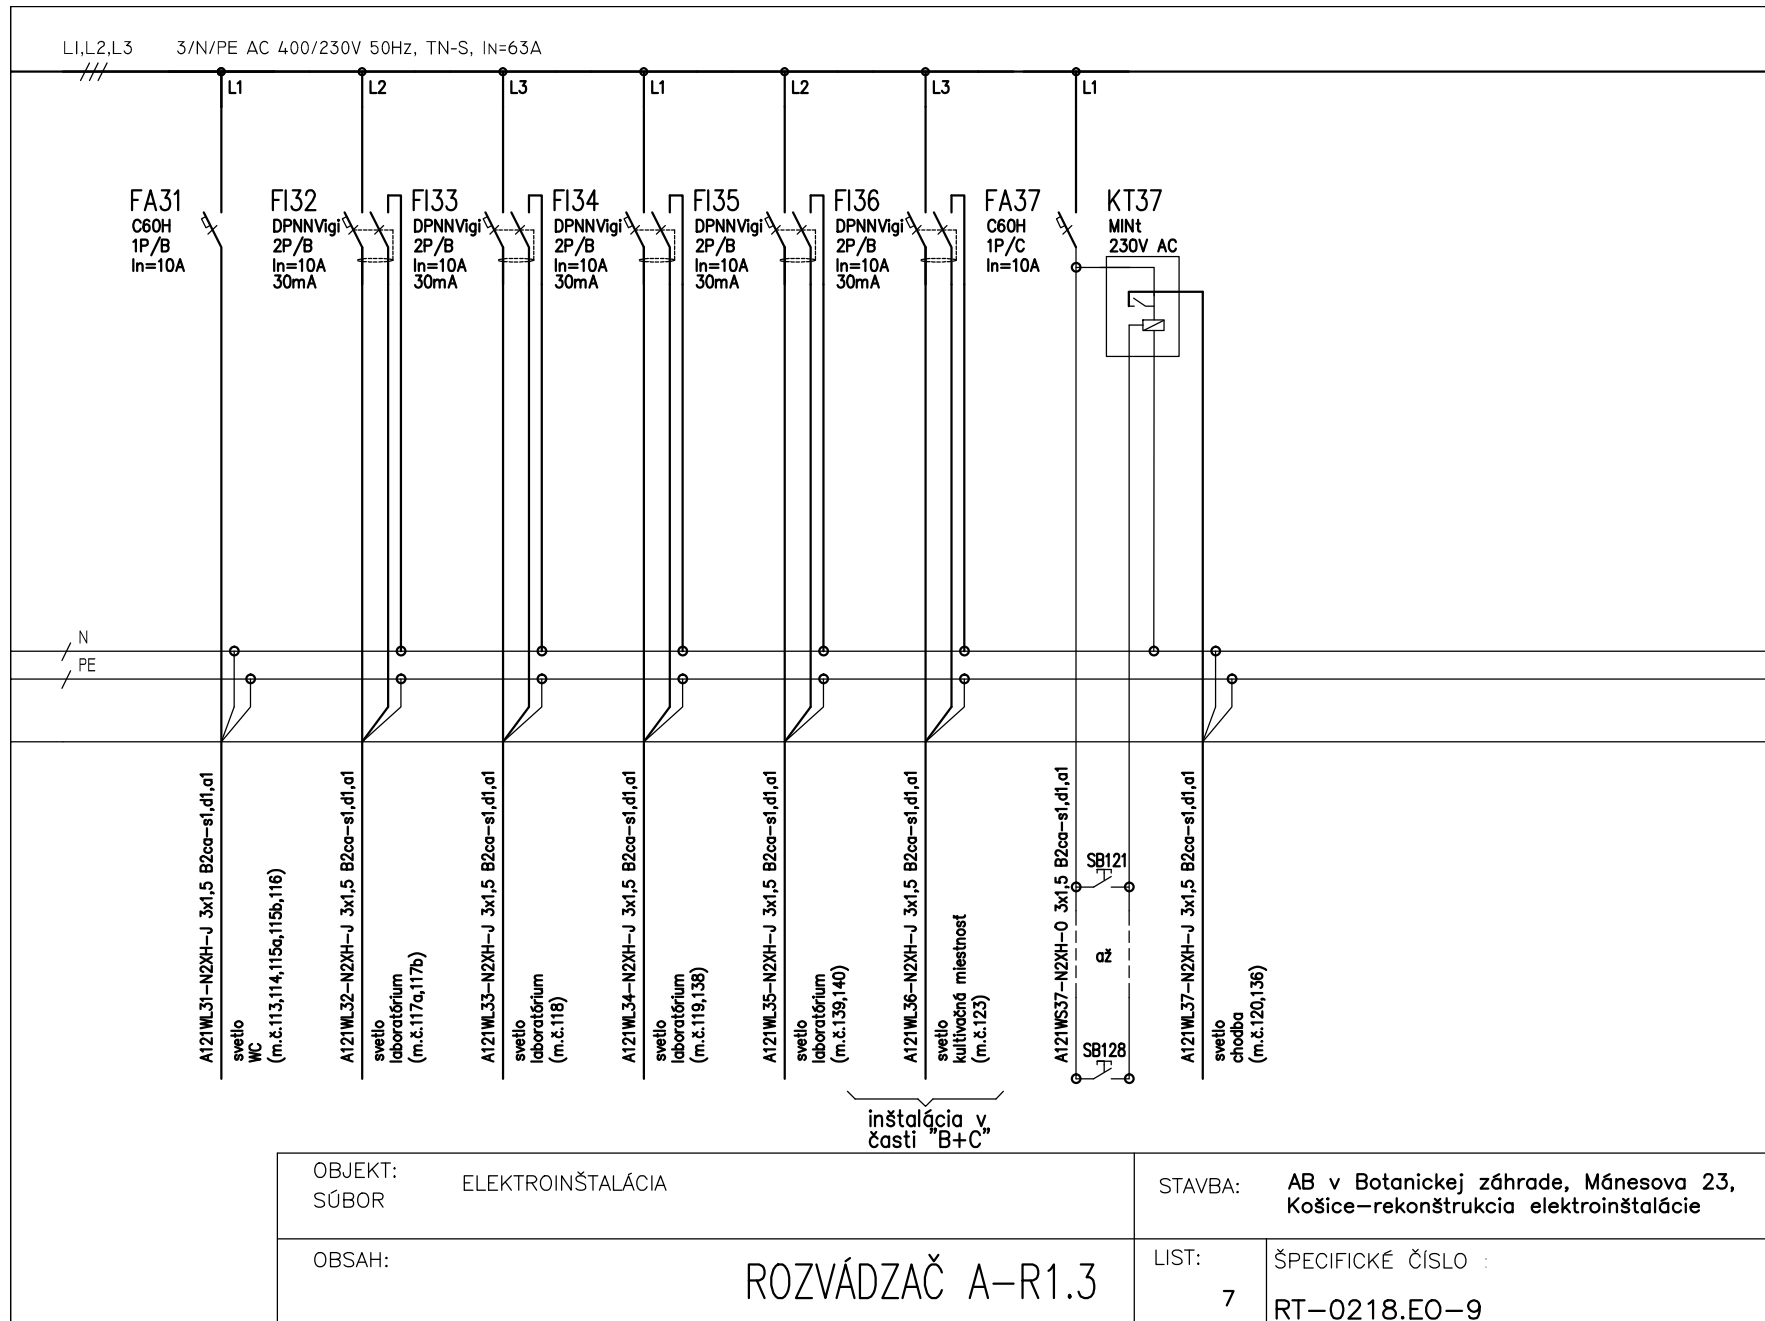 L1,L2,L3 3/N/PE AC 400/230V 50Hz, TN-S, In=63A
L1 L2 L3 L1 L2 L3 L1
FA31
C60H
1P/B
In=10A
FI32
DPNNVigi
2P/B
In=10A
30mA
FI33
DPNNVigi
2P/B
In=10A
30mA
FI34
DPNNVigi
2P/B
In=10A
30mA
FI35
DPNNVigi
2P/B
In=10A
30mA
FI36
DPNNVigi
2P/B
In=10A
30mA
FA37
C60H
1P/C
In=10A
KT37
MINt
230V AC
N
PE
A121WL31-N2XH-J 3x1,5 B2ca-s1,d1,a1
svetlo
WC
(m.č.113,114,115a,115b,116)
A121WL32-N2XH-J 3x1,5 B2ca-s1,d1,a1
svetlo
laboratórium
(m.č.117a,117b)
A121WL33-N2XH-J 3x1,5 B2ca-s1,d1,a1
svetlo
laboratórium
(m.č.118)
A121WL34-N2XH-J 3x1,5 B2ca-s1,d1,a1
svetlo
laboratórium
(m.č.119,138)
A121WL35-N2XH-J 3x1,5 B2ca-s1,d1,a1
svetlo
laboratórium
(m.č.139,140)
A121WL36-N2XH-J 3x1,5 B2ca-s1,d1,a1
svetlo
kultivačná miestnosť
(m.č.123)
A121WS37-N2XH-O 3x1,5 B2ca-s1,d1,a1
SB121
až
SB128
A121WL37-N2XH-J 3x1,5 B2ca-s1,d1,a1
svetlo
chodba
(m.č.120,136)
inštalácia v
časti "B+C"
OBJEKT:
SÚBOR
ELEKTROINŠTALÁCIA
STAVBA:
AB v Botanickej záhrade, Mánesova 23,
Košice-rekonštrukcia elektroinštalácie
OBSAH:
ROZVÁDZAČ A-R1.3
LIST:
7
ŠPECIFICKÉ ČÍSLO :
RT-0218.EO-9